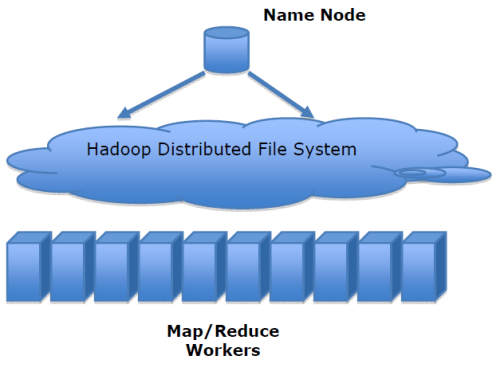 Name Node
Hadoop Distributed File System
Map/Reduce
Workers